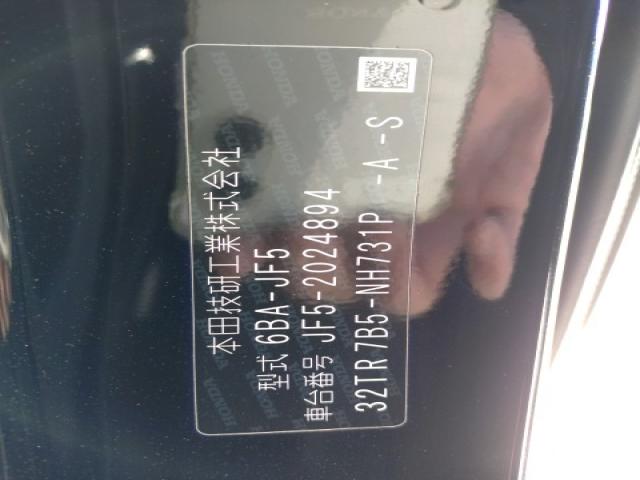 本田技研工業株式会社
型式 6BA-JF5
車台番号 JF5-2024894
32TR 7B5-NH731P -A-S